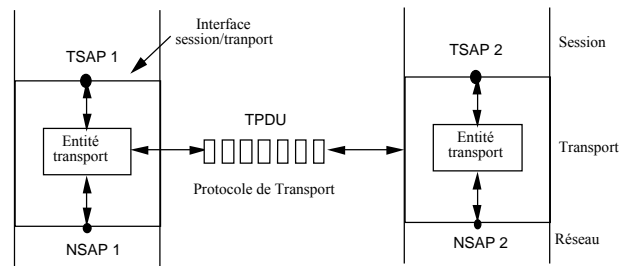 Interface
session/tranport
TSAP 1
TSAP 2
Session
TPDU
Entité
transport
Entité
transport
Transport
Protocole de Transport
NSAP 1
NSAP 2
Réseau